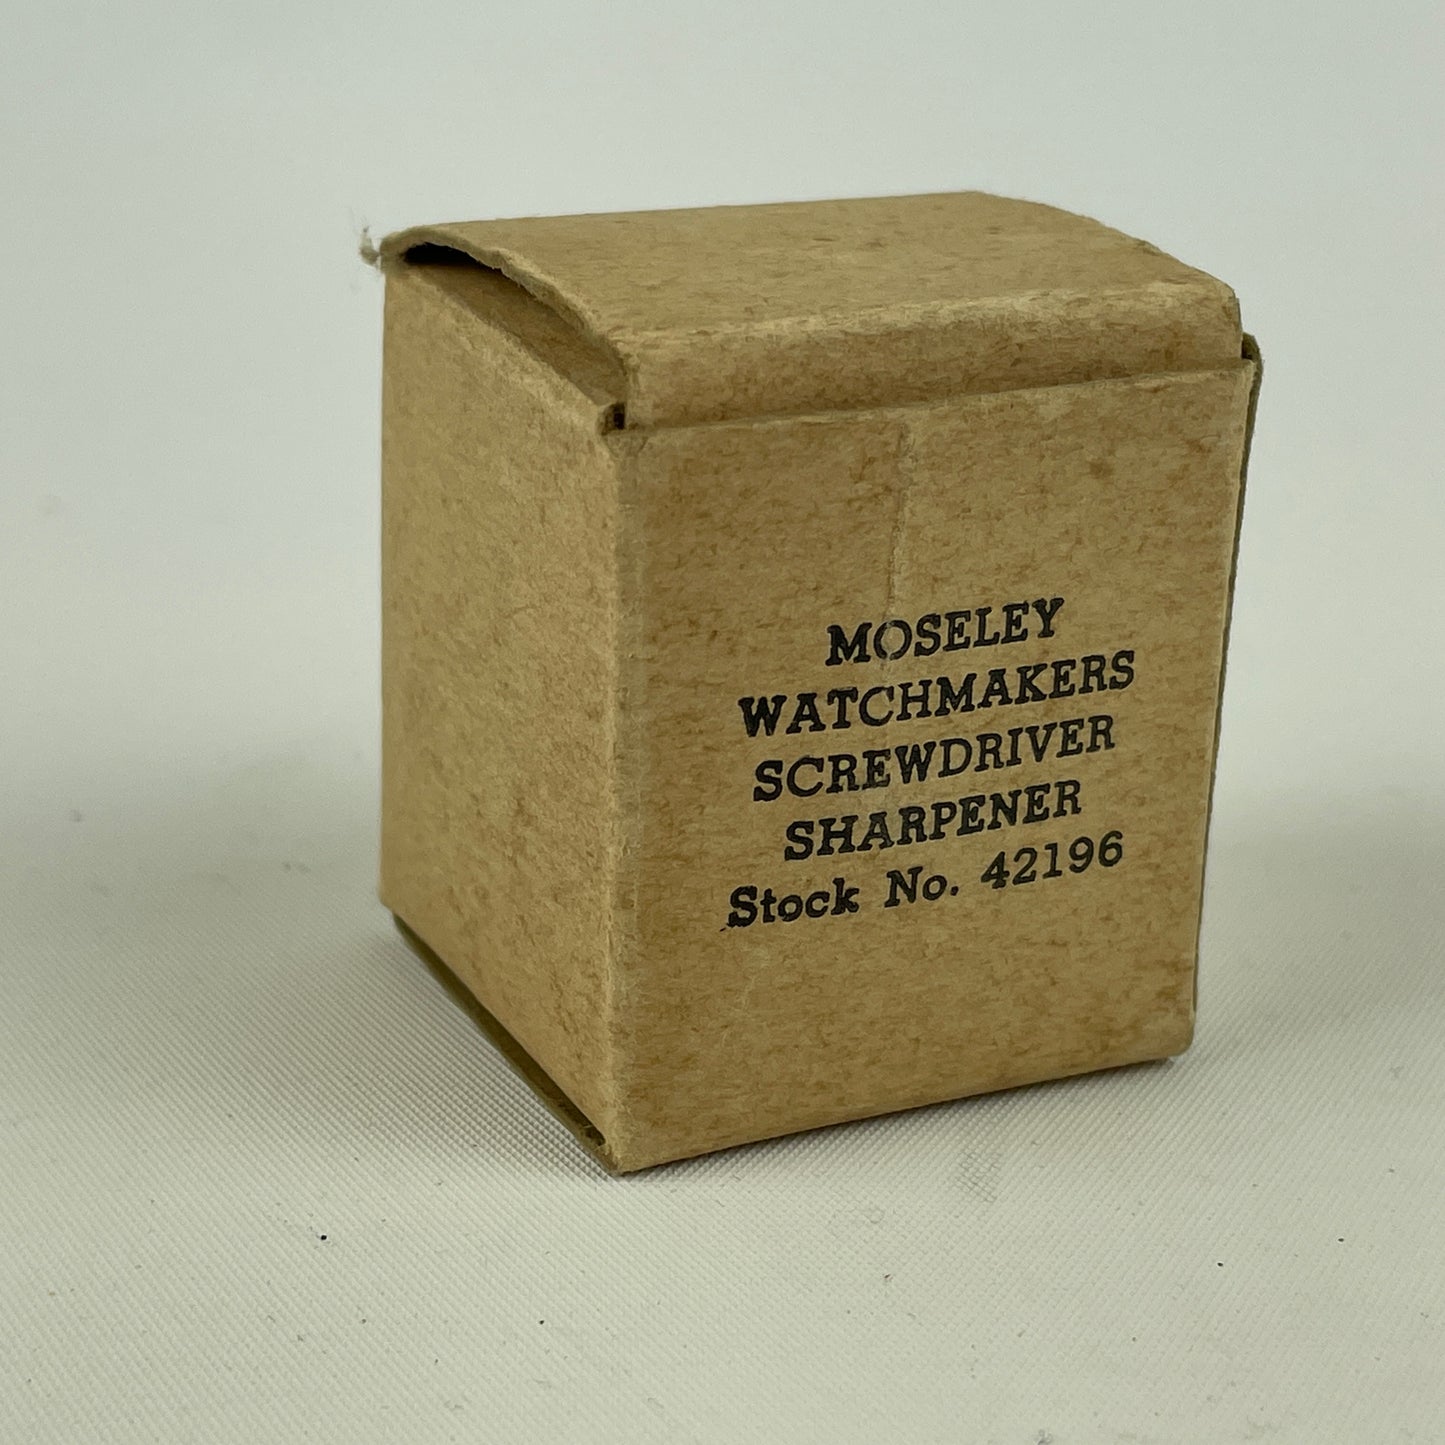 MOSELEY
WATCHMAKERS
SCREWDRIVER
SHARPENER
Stock No. 42196